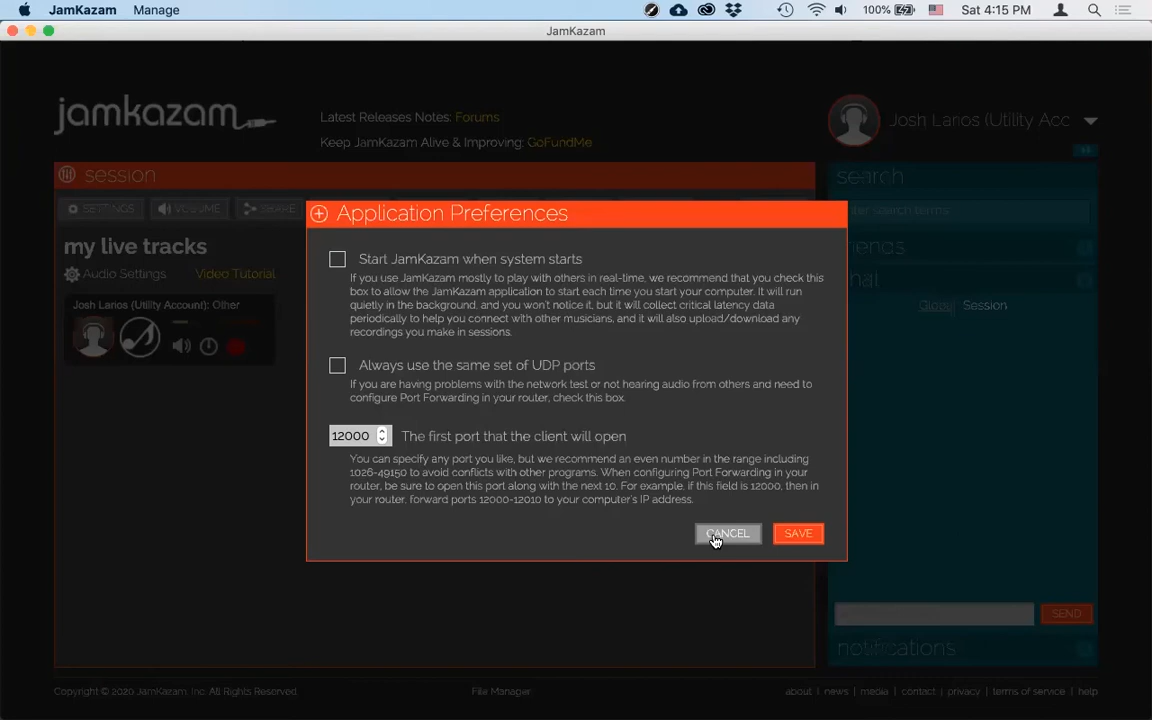 JamKazam Manage 100% Sat 4:15 PM
JamKazam
jamkazam
Latest Releases Notes: Forums
Keep JamKazam Alive & Improving: GoFundMe
Josh Larios (Utility Acc
session
search
SETTINGS VOLUME SHARE
enter search terms
my live tracks
Audio Settings Video Tutorial
Josh Larios (Utility Account): Other
Application Preferences
Start JamKazam when system starts
If you use JamKazam mostly to play with others in real-time, we recommend that you check this
box to allow the JamKazam application to start each time you start your computer. It will run
quietly in the background, and you won't notice it, but it will collect critical latency data
periodically to help you connect with other musicians, and it will also upload/download any
recordings you make in sessions.
Always use the same set of UDP ports
If you are having problems with the network test or not hearing audio from others and need to
configure Port Forwarding in your router, check this box.
12000 The first port that the client will open
You can specify any port you like, but we recommend an even number in the range including
1026-49150 to avoid conflicts with other programs. When configuring Port Forwarding in your
router, be sure to open this port along with the next 10. For example, if this field is 12000, then in
your router, forward ports 12000-12010 to your computer's IP address.
CANCEL SAVE
Global Session
SEND
notifications
Copyright © 2020 JamKazam, Inc. All Rights Reserved.
File Manager
about | news | media | contact | privacy | terms of service | help